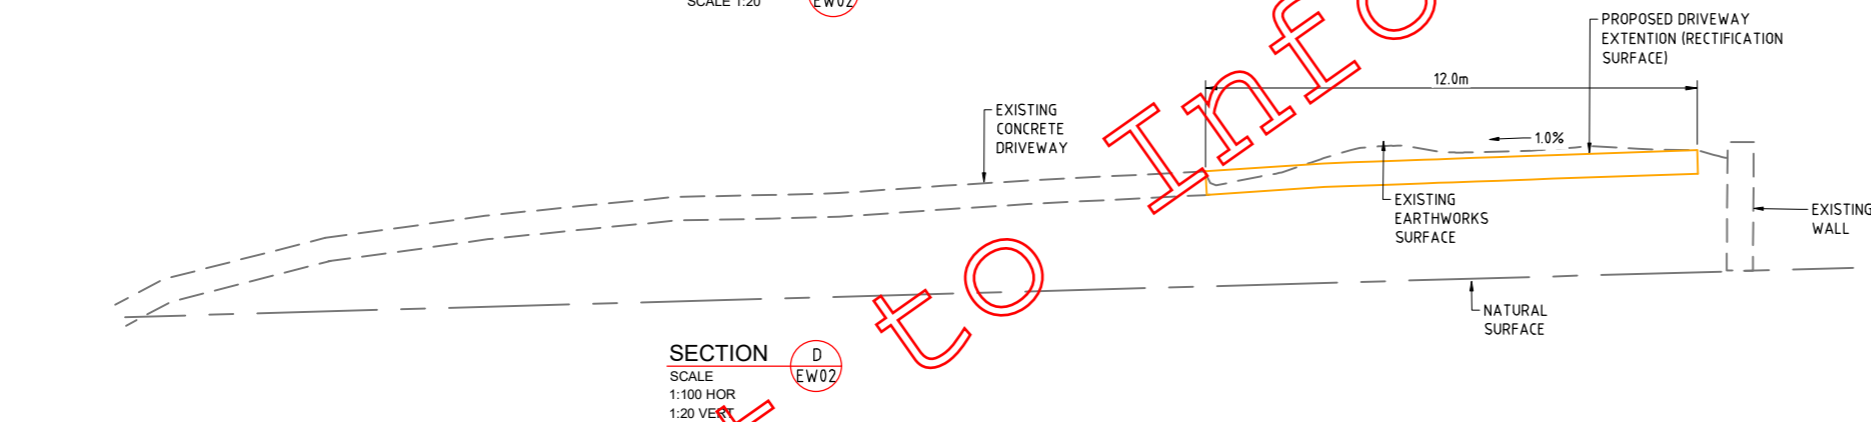 SCALE 1:20
EW02
PROPOSED DRIVEWAY
EXTENTION (RECTIFICATION
SURFACE)
12.0m
EXISTING
CONCRETE
DRIVEWAY
1.0%
EXISTING
EARTHWORKS
SURFACE
EXISTING
WALL
NATURAL
SURFACE
SECTION
D
EW02
SCALE
1:100 HOR
1:20 VERT
to Info